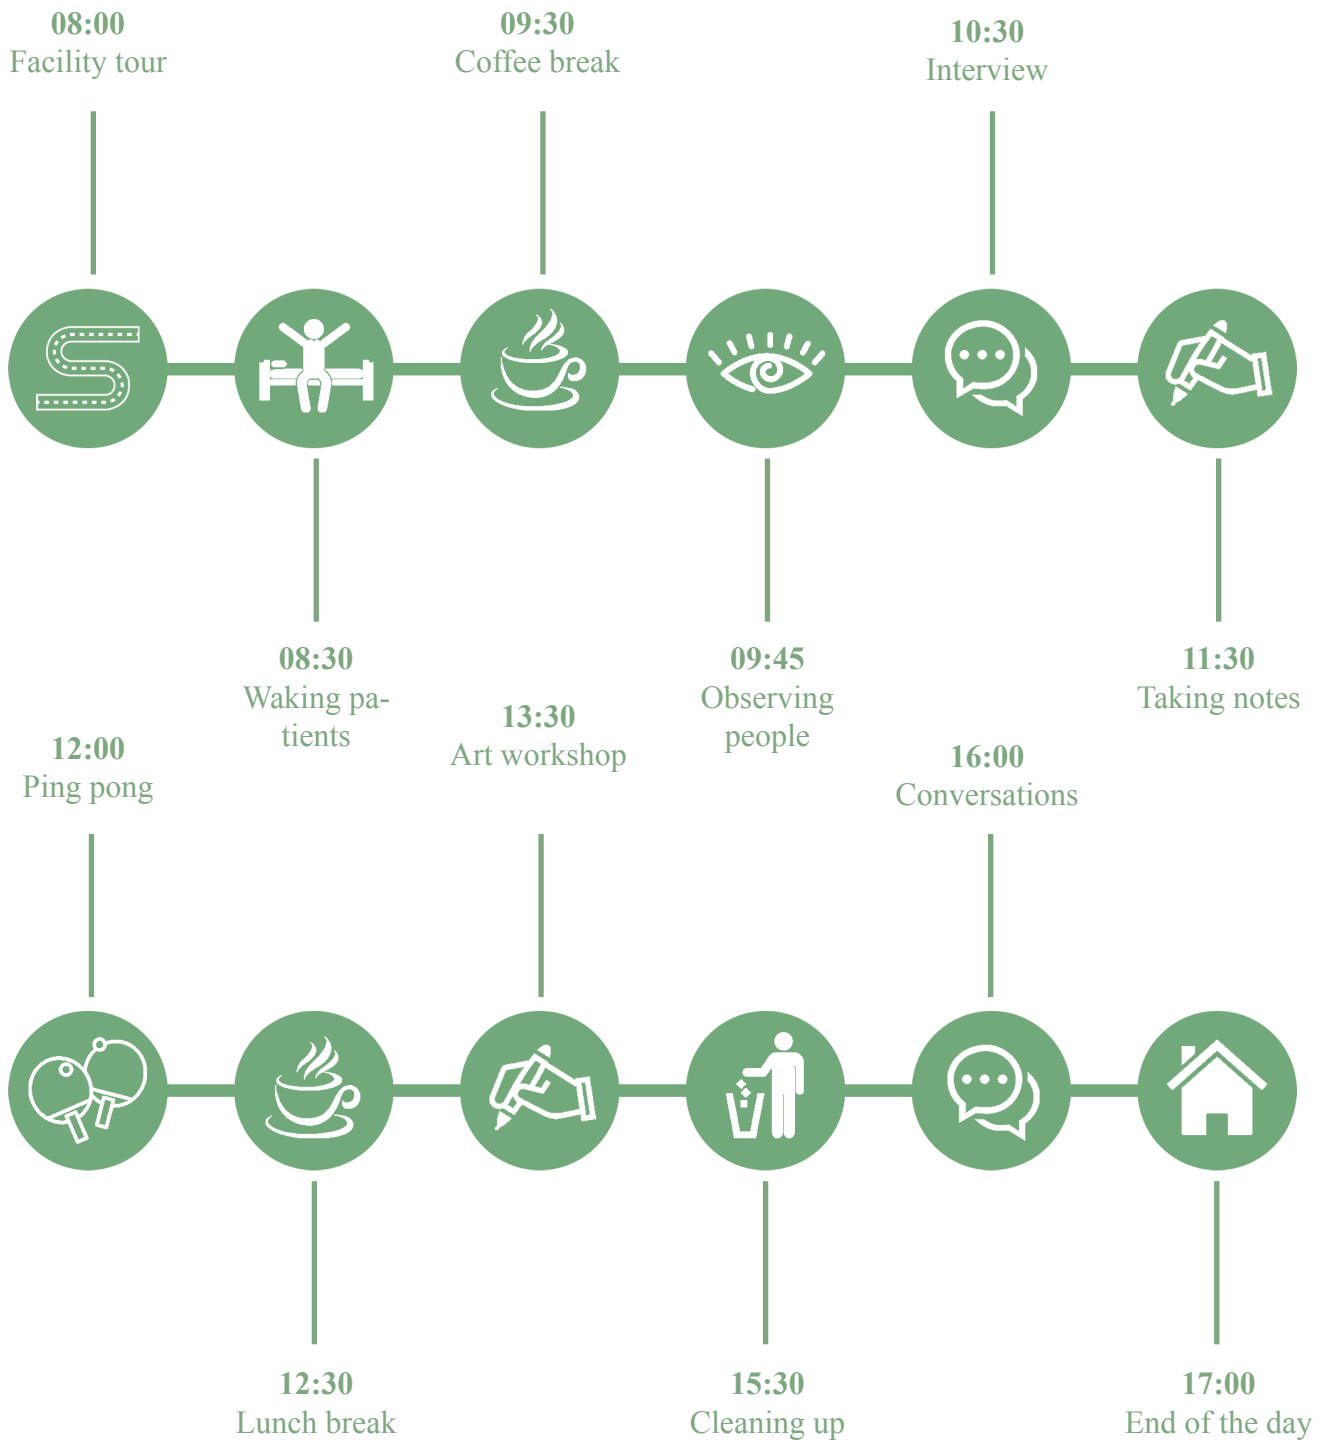 08:00
Facility tour
09:30
Coffee break
10:30
Interview
08:30
Waking pa-
tients
09:45
Observing
people
11:30
Taking notes
12:00
Ping pong
13:30
Art workshop
16:00
Conversations
12:30
Lunch break
15:30
Cleaning up
17:00
End of the day